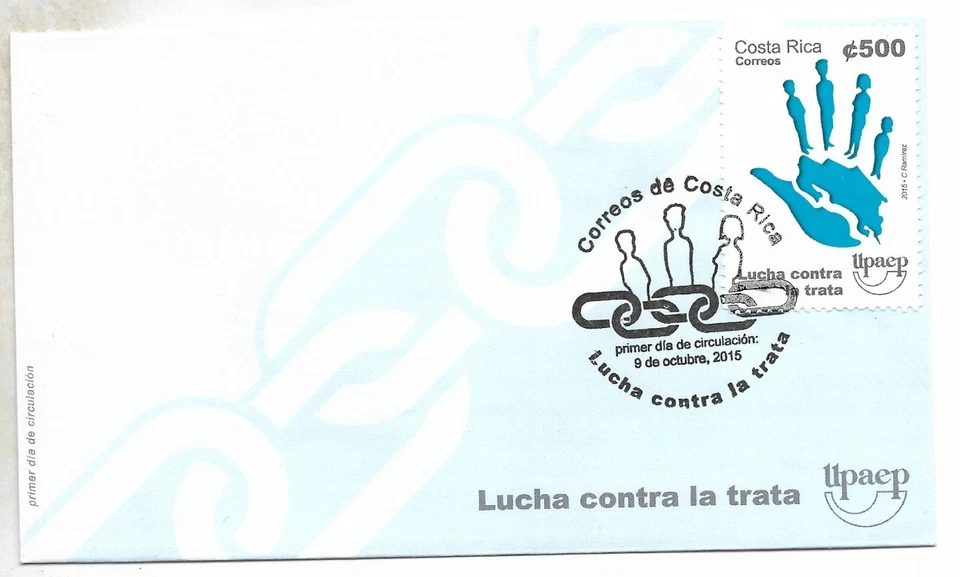 Costa Rica ¢500
Correos
2015 • C Ramírez
upaep
Lucha contra
la trata
Correos de Costa Rica
primer día de circulación:
9 de octubre, 2015
Lucha contra la trata
primer día de circulación
Lucha contra la trata
upaep